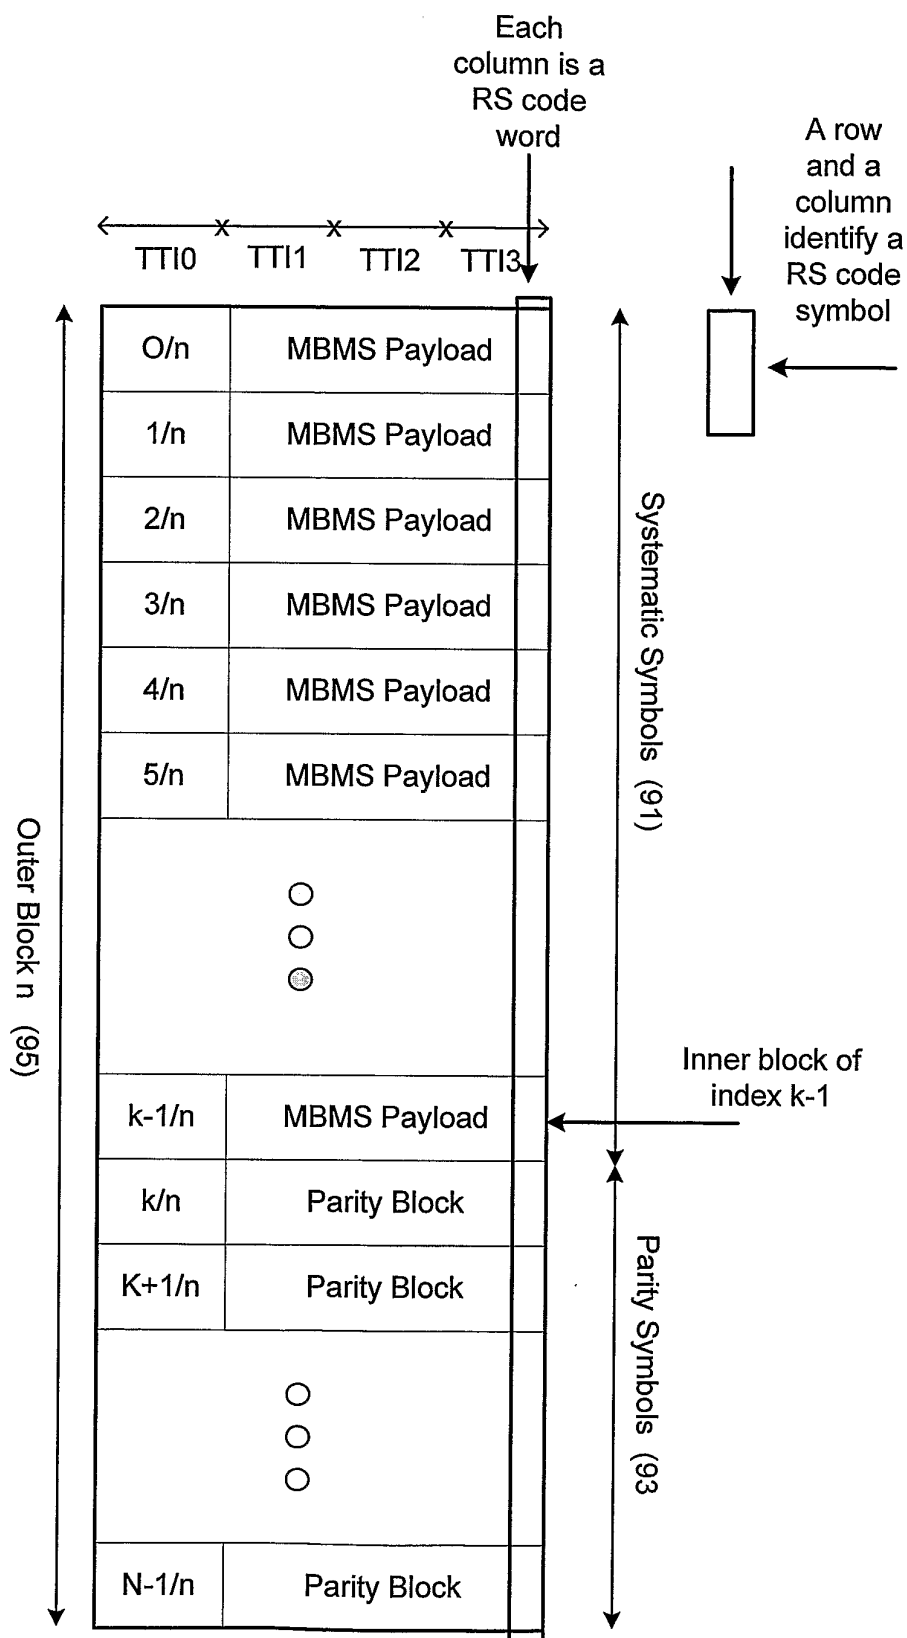 Each
column is a
RS code
word
A row
and a
column
identify a
RS code
symbol
TTI0 TTI1 TTI2 TTI3
O/n MBMS Payload
1/n MBMS Payload
2/n MBMS Payload
3/n MBMS Payload
4/n MBMS Payload
5/n MBMS Payload
Systematic Symbols (91)
Outer Block n (95)
Inner block of
index k-1
k-1/n MBMS Payload
k/n Parity Block
K+1/n Parity Block
Parity Symbols (93
N-1/n Parity Block